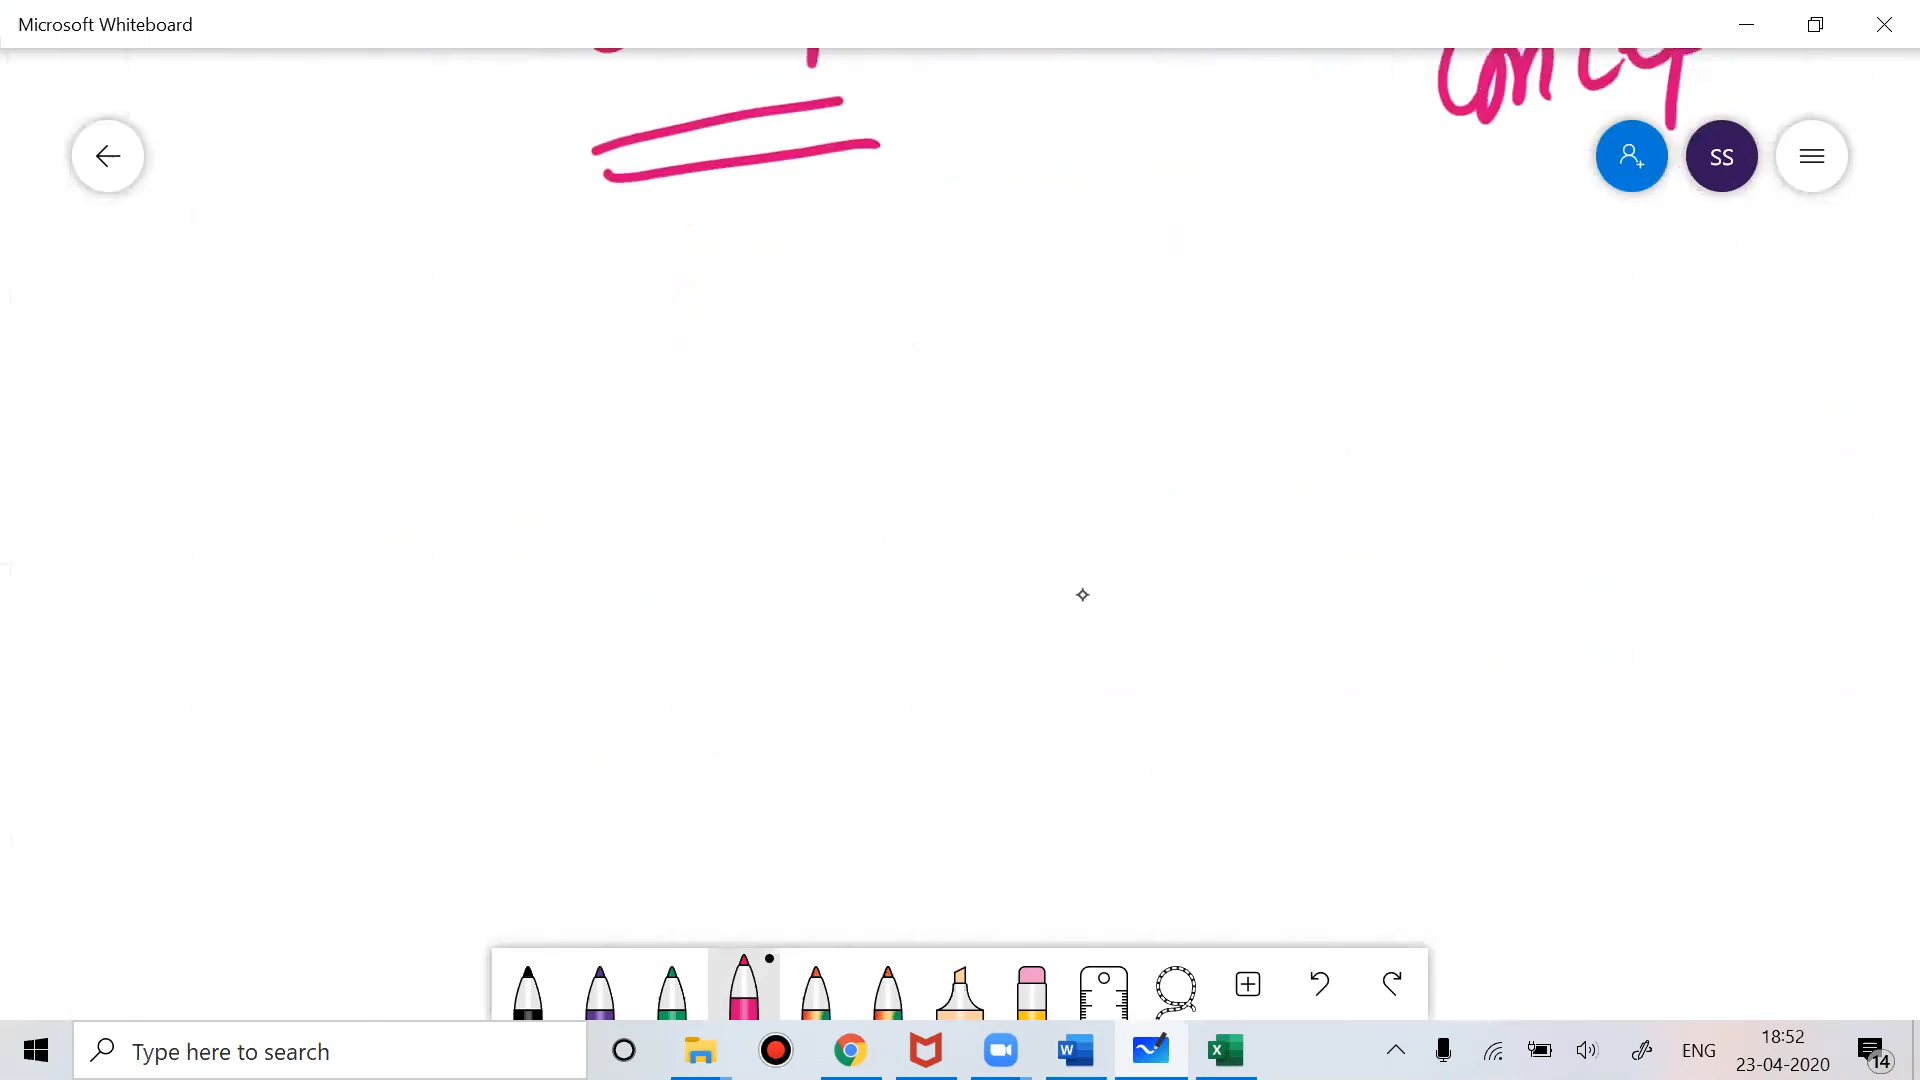 Microsoft Whiteboard
SS
Type here to search
ENG
18:52
23-04-2020
14